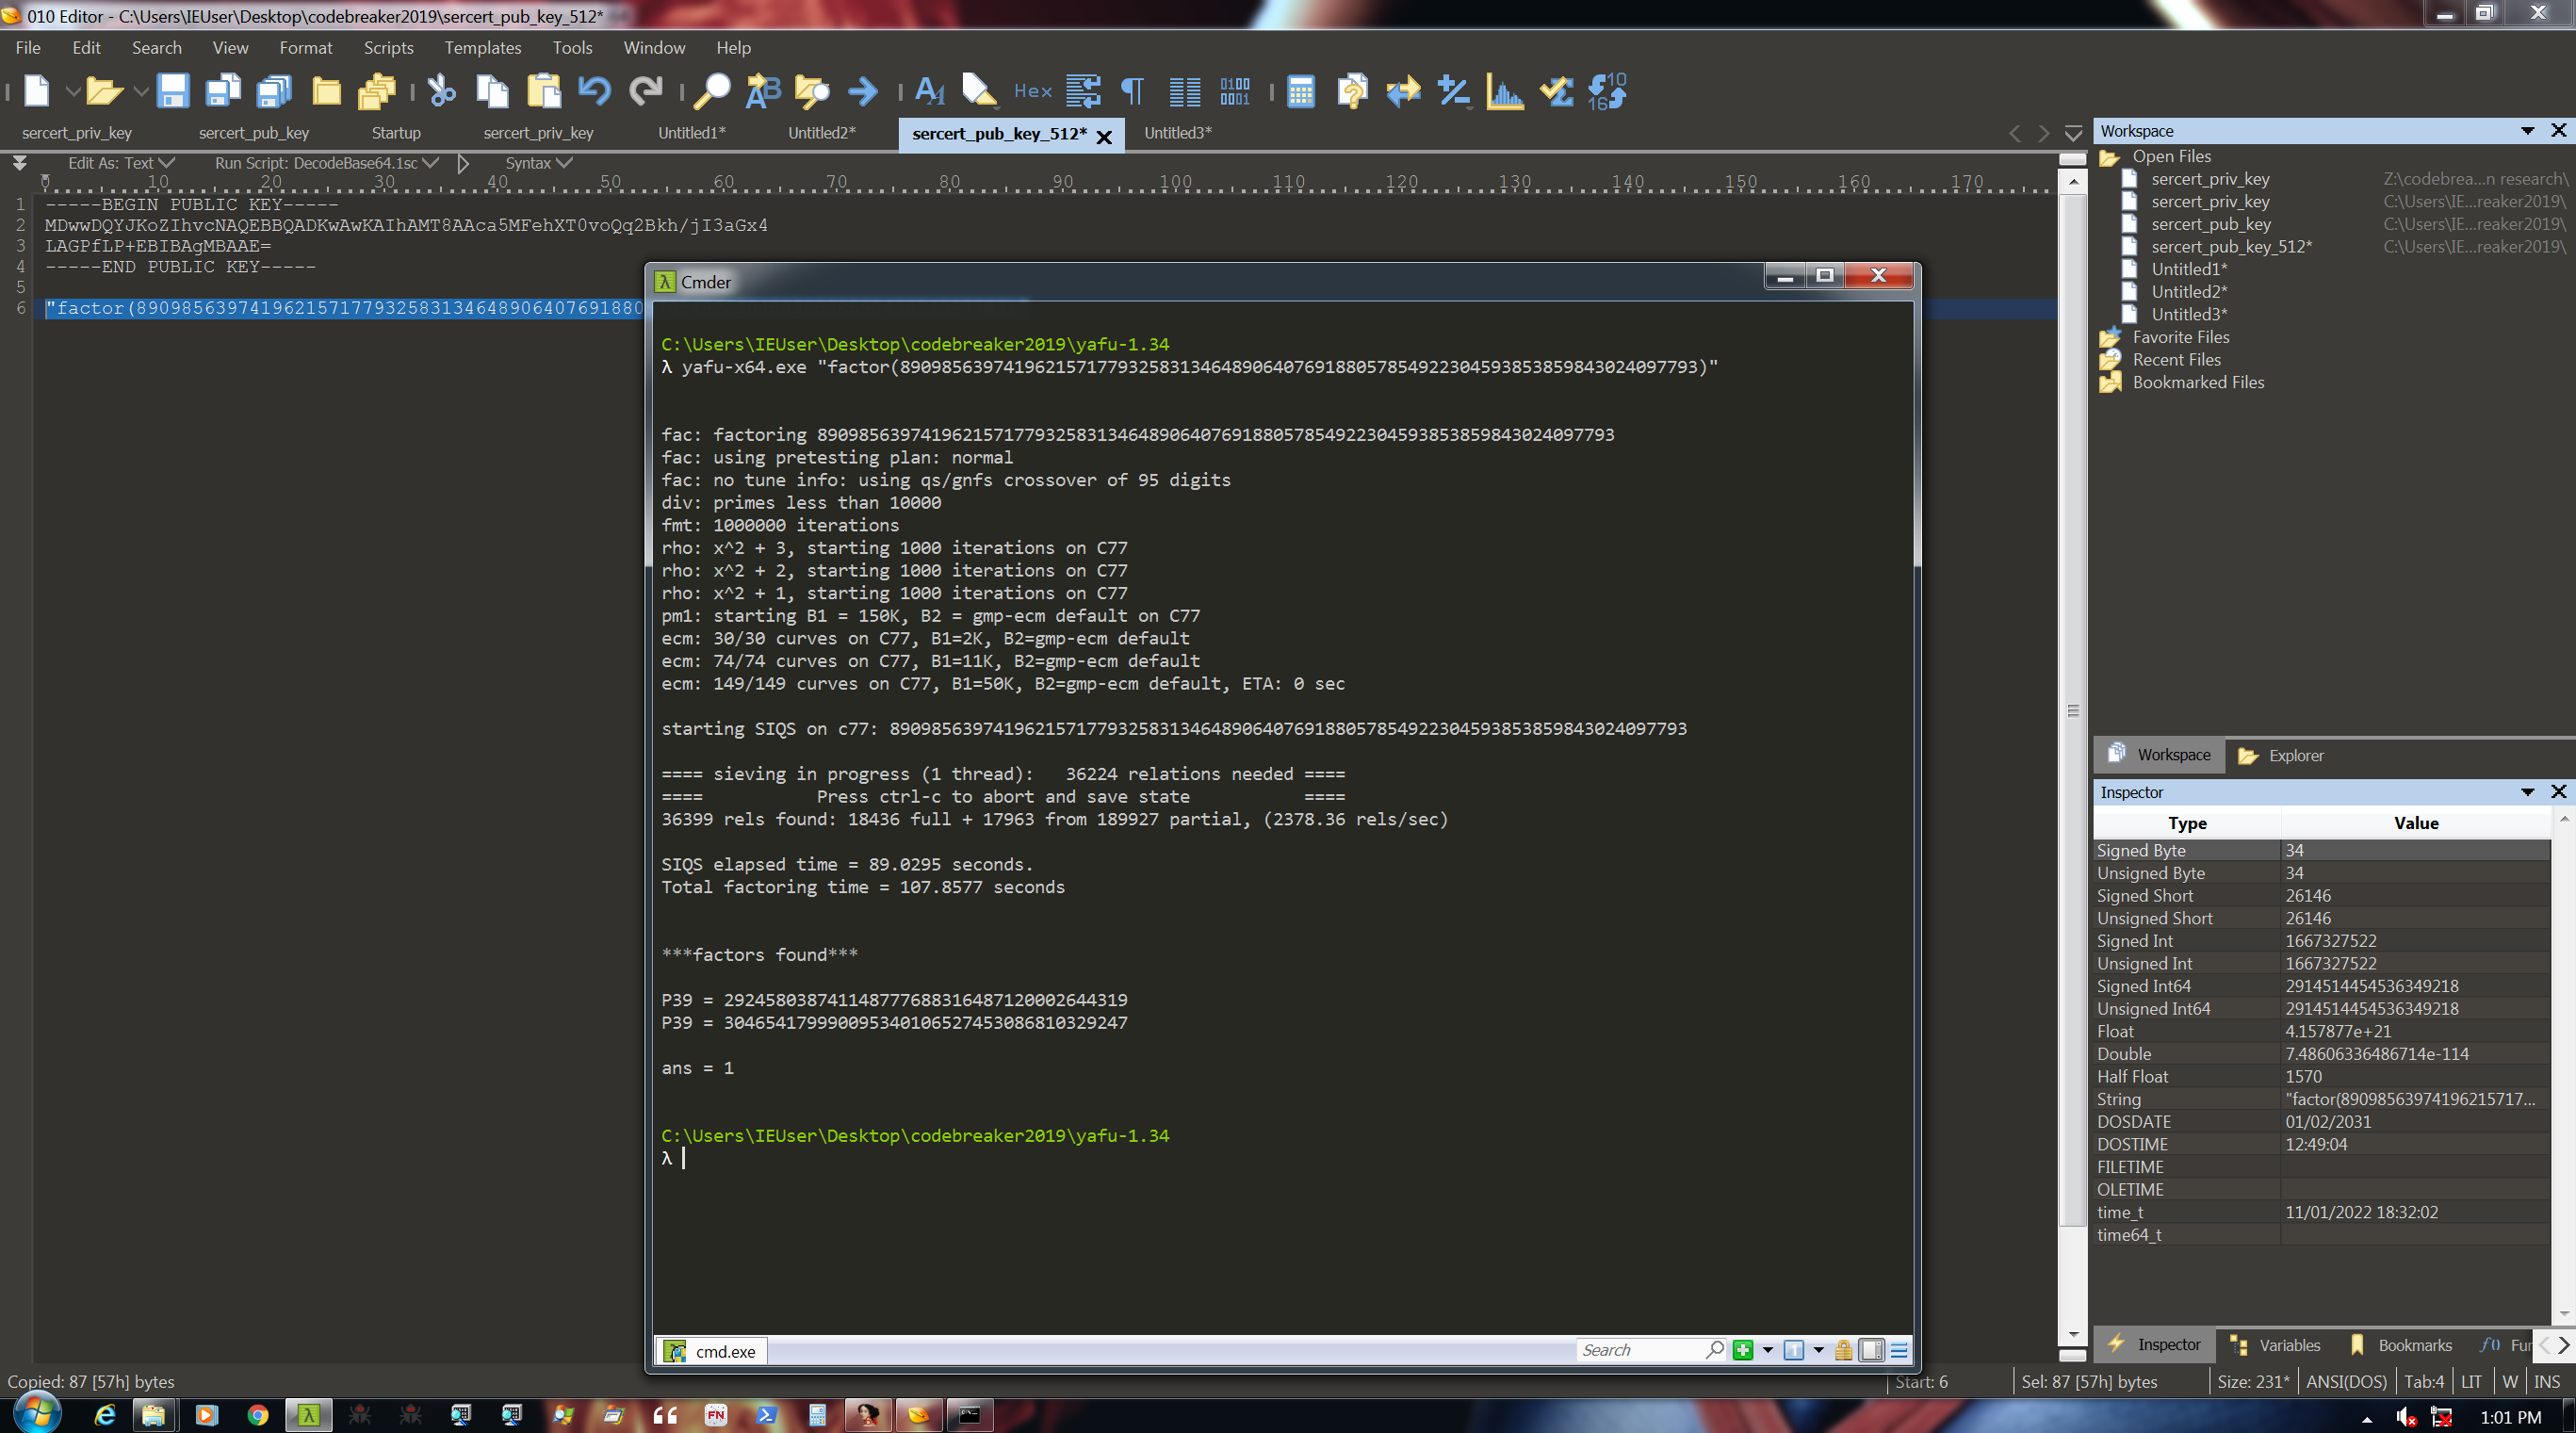 010 Editor - C:\Users\IEUser\Desktop\codebreaker2019\sercert_pub_key_512*
File Edit Search View Format Scripts Templates Tools Window Help
Hex
sercert_priv_key sercert_pub_key Startup sercert_priv_key Untitled1* Untitled2* sercert_pub_key_512* Untitled3*
Edit As: Text Run Script: DecodeBase64.1sc Syntax
0 10 20 30 40 50 60 70 80 90 100 110 120 130 140 150 160 170
1 -----BEGIN PUBLIC KEY-----
2 MDwwDQYJKoZIhvcNAQEBBQADKwAwKAIhAMT8AAca5MFehXT0voQq2Bkh/jI3aGx4
3 LAGPfLP+EBIBAgMBAAE=
4 -----END PUBLIC KEY-----
5
6 "factor(89098563974196215717793258313464890640769188057
Cmder
C:\Users\IEUser\Desktop\codebreaker2019\yafu-1.34
λ yafu-x64.exe "factor(89098563974196215717793258313464890640769188057854922304593853859843024097793)"
fac: factoring 89098563974196215717793258313464890640769188057854922304593853859843024097793
fac: using pretesting plan: normal
fac: no tune info: using qs/gnfs crossover of 95 digits
div: primes less than 10000
fmt: 1000000 iterations
rho: x^2 + 3, starting 1000 iterations on C77
rho: x^2 + 2, starting 1000 iterations on C77
rho: x^2 + 1, starting 1000 iterations on C77
pm1: starting B1 = 150K, B2 = gmp-ecm default on C77
ecm: 30/30 curves on C77, B1=2K, B2=gmp-ecm default
ecm: 74/74 curves on C77, B1=11K, B2=gmp-ecm default
ecm: 149/149 curves on C77, B1=50K, B2=gmp-ecm default, ETA: 0 sec
starting SIQS on c77: 89098563974196215717793258313464890640769188057854922304593853859843024097793
==== sieving in progress (1 thread): 36224 relations needed ====
==== Press ctrl-c to abort and save state ====
36399 rels found: 18436 full + 17963 from 189927 partial, (2378.36 rels/sec)
SIQS elapsed time = 89.0295 seconds.
Total factoring time = 107.8577 seconds
***factors found***
P39 = 292458038741148777688316487120002644319
P39 = 304654179990095340106527453086810329247
ans = 1
C:\Users\IEUser\Desktop\codebreaker2019\yafu-1.34
λ
cmd.exe Search
Workspace
Open Files
sercert_priv_key Z:\codebrea...n research\
sercert_priv_key C:\Users\IE...reaker2019\
sercert_pub_key C:\Users\IE...reaker2019\
sercert_pub_key_512* C:\Users\IE...reaker2019\
Untitled1*
Untitled2*
Untitled3*
Favorite Files
Recent Files
Bookmarked Files
Workspace Explorer
Inspector
Type Value
Signed Byte 34
Unsigned Byte 34
Signed Short 26146
Unsigned Short 26146
Signed Int 1667327522
Unsigned Int 1667327522
Signed Int64 2914514454536349218
Unsigned Int64 2914514454536349218
Float 4.157877e+21
Double 7.48606336486714e-114
Half Float 1570
String "factor(89098563974196215717...
DOSDATE 01/02/2031
DOSTIME 12:49:04
FILETIME
OLETIME
time_t 11/01/2022 18:32:02
time64_t
Inspector Variables Bookmarks f() Fur
Copied: 87 [57h] bytes Start: 6 Sel: 87 [57h] bytes Size: 231* ANSI(DOS) Tab:4 LIT W INS
FN
1:01 PM